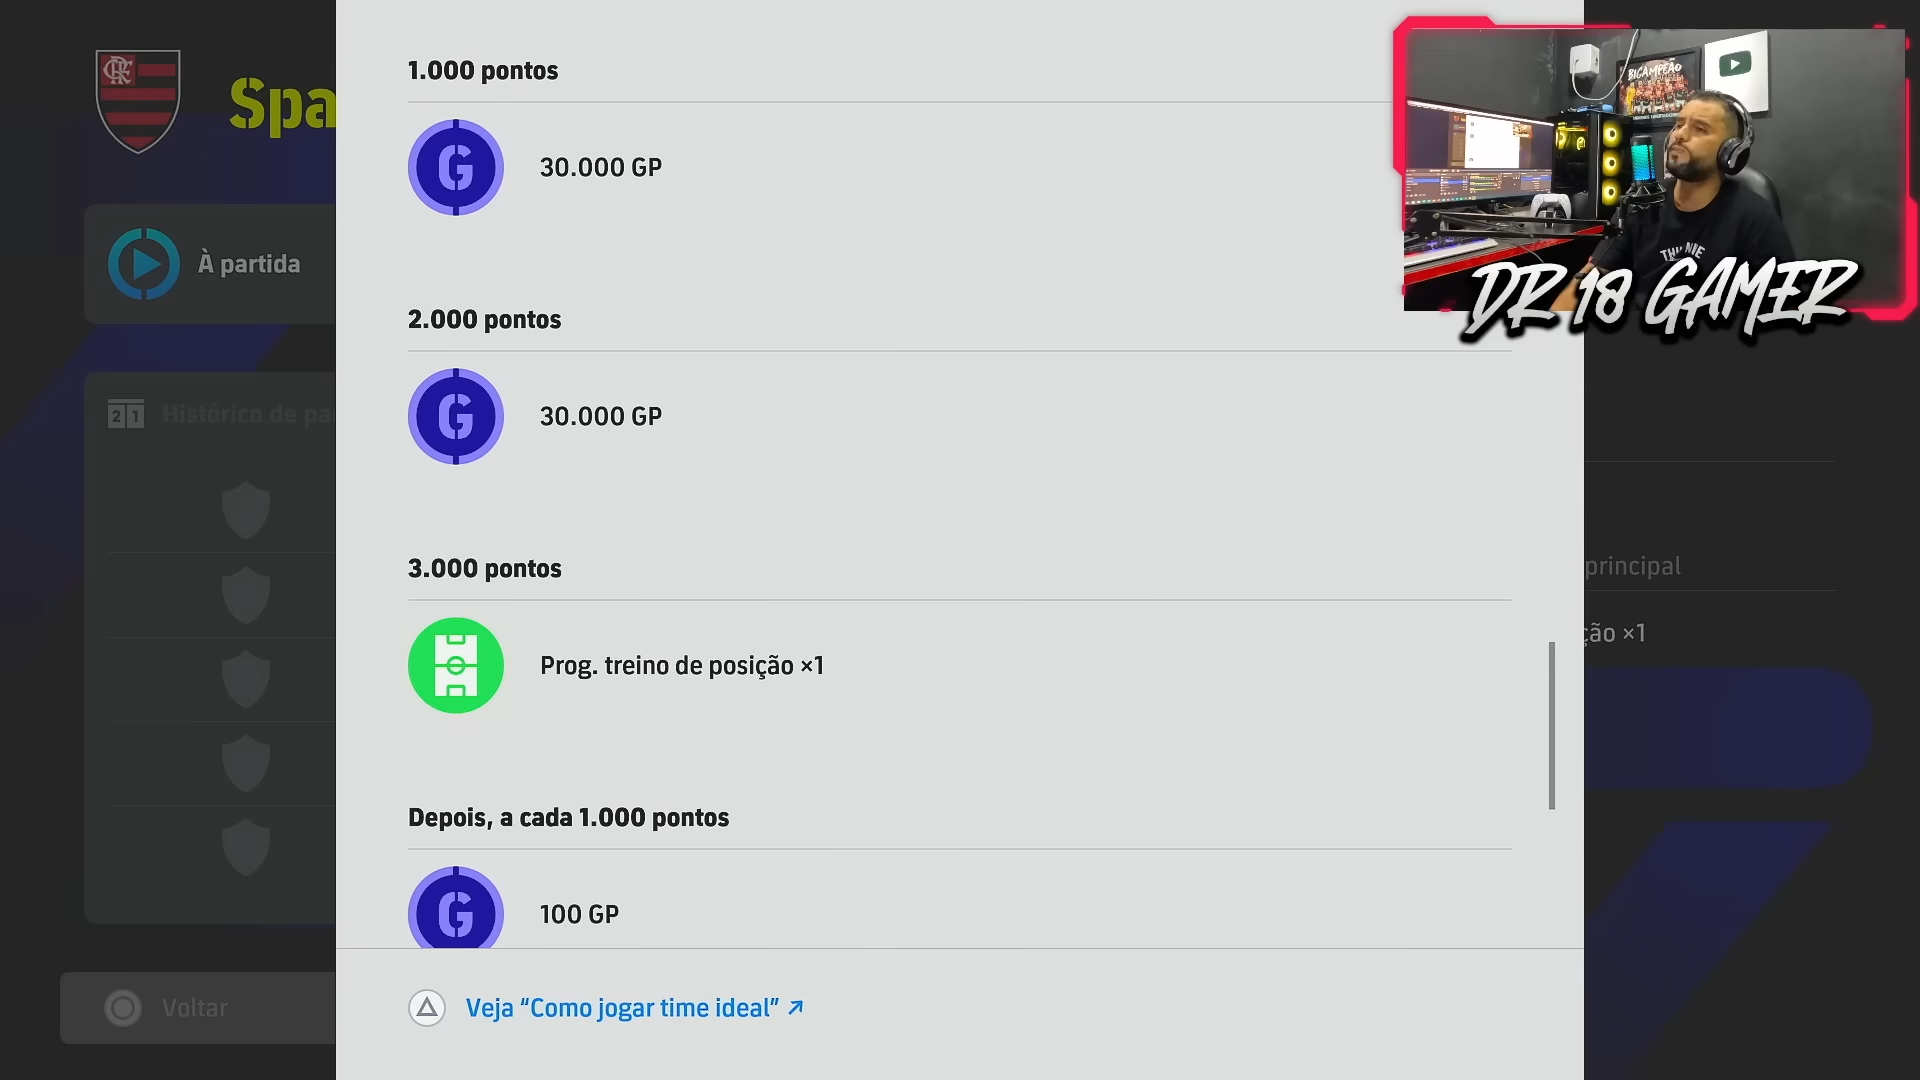 Spa
À partida
21
Histórico de pa
Voltar
1.000 pontos
30.000 GP
2.000 pontos
30.000 GP
3.000 pontos
Prog. treino de posição ×1
Depois, a cada 1.000 pontos
100 GP
Veja “Como jogar time ideal”
principal
ção ×1
BICAMPEÃO
DR 18 GAMER